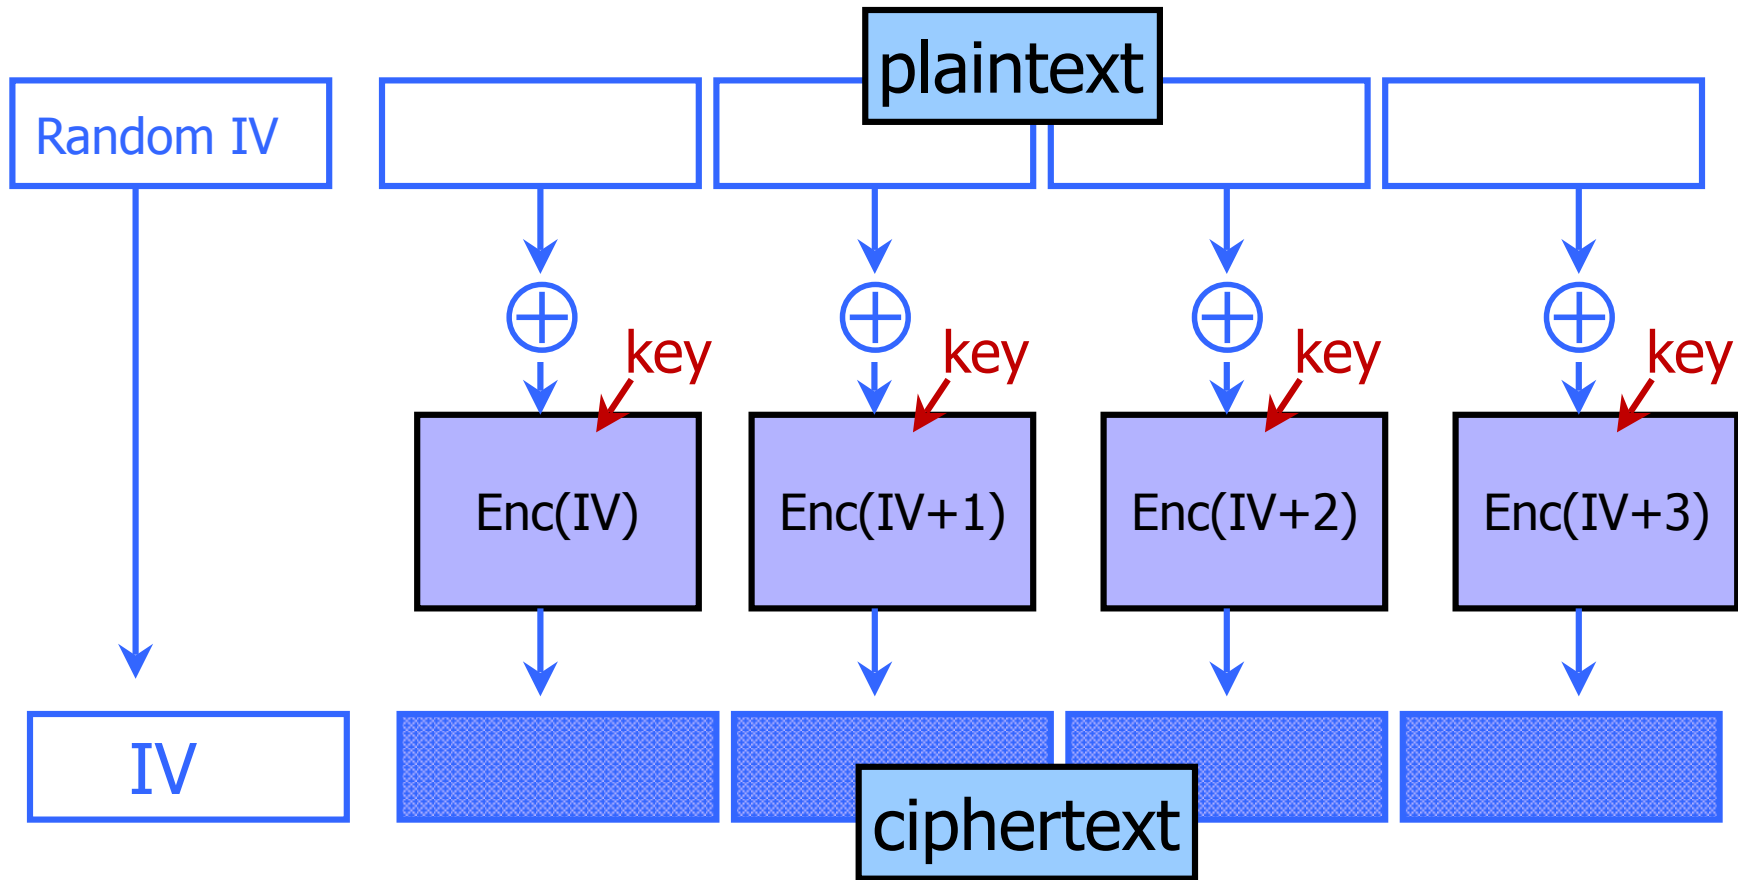 plaintext
Random IV
key
key
key
key
Enc(IV)
Enc(IV+1)
Enc(IV+2)
Enc(IV+3)
IV
ciphertext